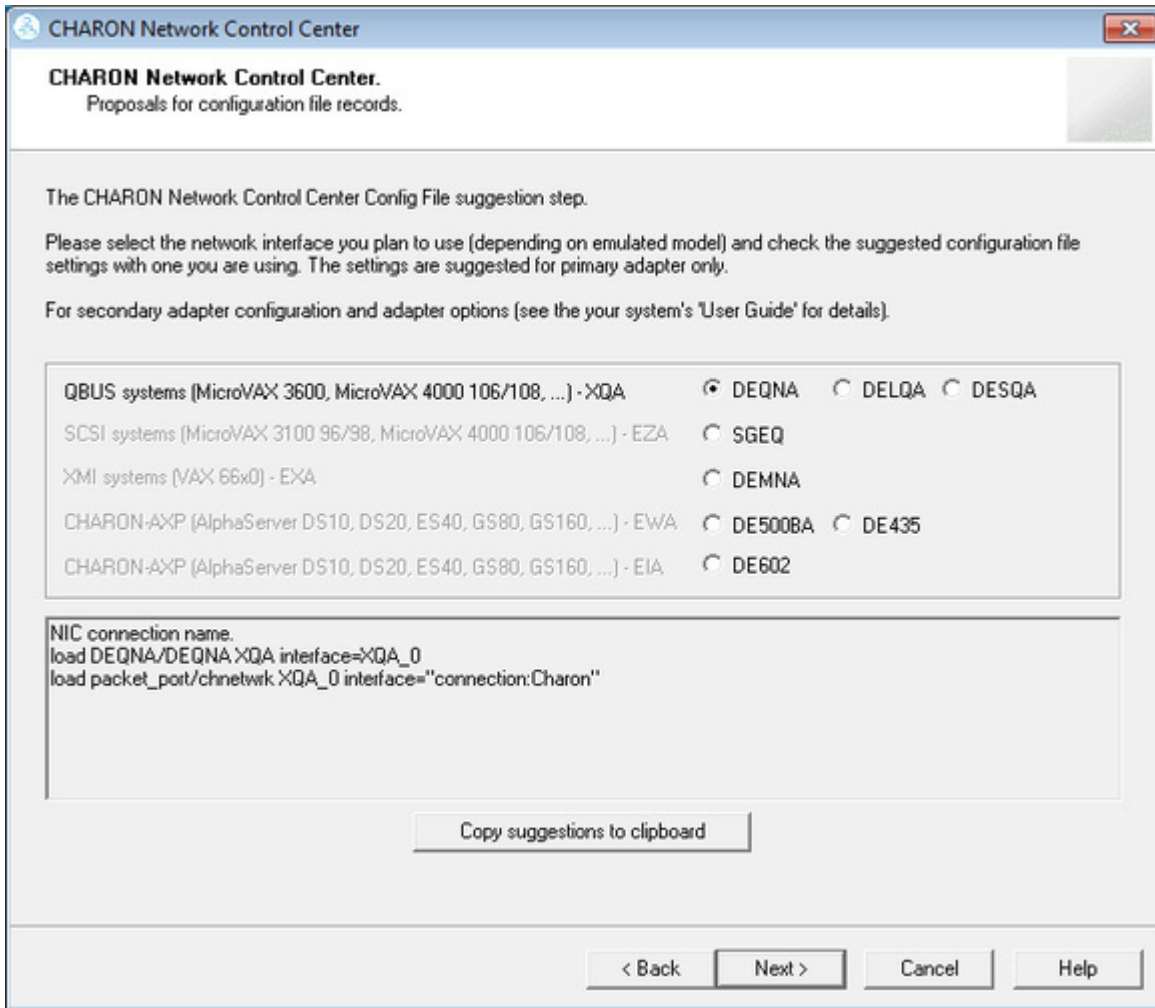 CHARON Network Control Center
CHARON Network Control Center.
Proposals for configuration file records.
The CHARON Network Control Center Config File suggestion step.
Please select the network interface you plan to use (depending on emulated model) and check the suggested configuration file
settings with one you are using. The settings are suggested for primary adapter only.
For secondary adapter configuration and adapter options (see the your system's 'User Guide' for details).
QBUS systems (MicroVAX 3600, MicroVAX 4000 106/108, ...) - XQA DEQNA DELQA DESQA
SCSI systems (MicroVAX 3100 96/98, MicroVAX 4000 106/108, ...) - EZA SGEQ
XMI systems (VAX 66x0) - EXA DEMNA
CHARON-AXP (AlphaServer DS10, DS20, ES40, GS80, GS160, ...) - EWA DE500BA DE435
CHARON-AXP (AlphaServer DS10, DS20, ES40, GS80, GS160, ...) - EIA DE602
NIC connection name.
load DEQNA/DEQNA XQA interface=XQA_0
load packet_port/chnetwrk XQA_0 interface="connection:Charon"
Copy suggestions to clipboard
< Back Next > Cancel Help